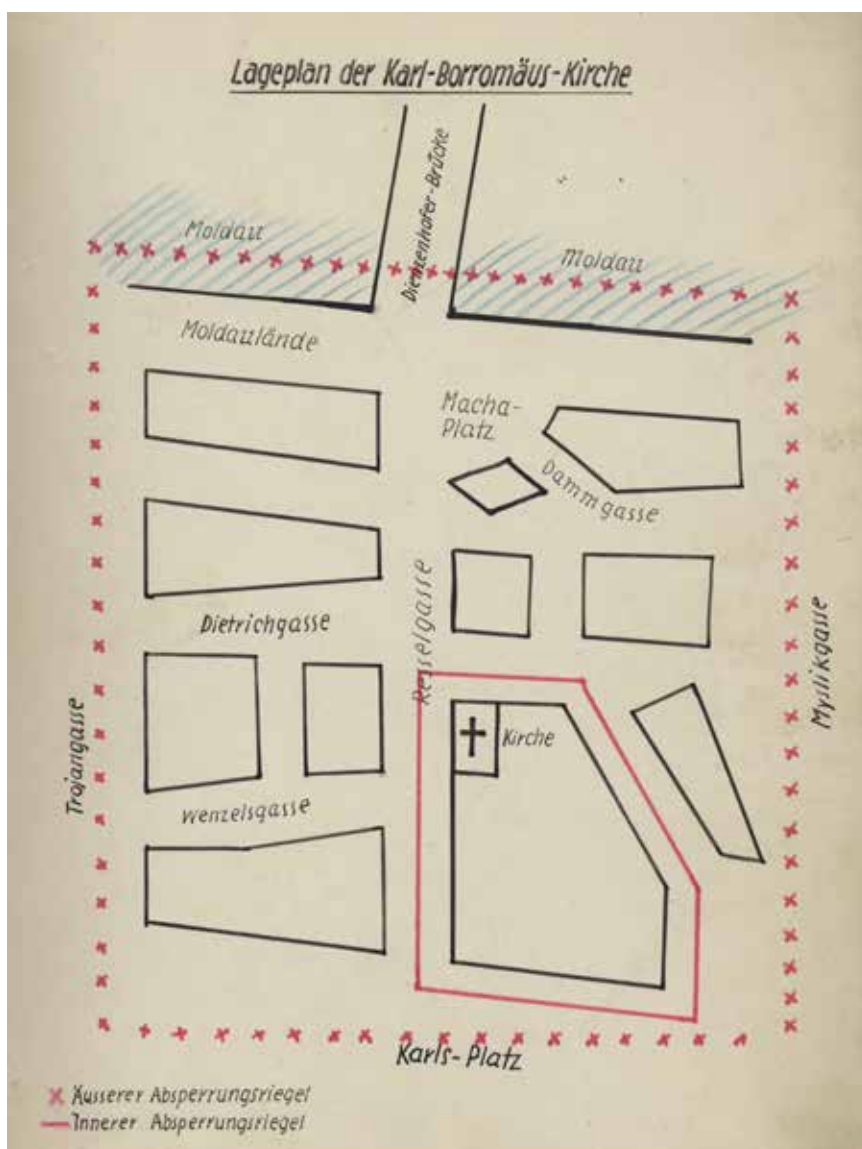 Lageplan der Karl-Borromäus-Kirche
Dientzenhofer-Brücke
Moldau
Moldau
Moldaulände
Macha-
Platz
Dammgasse
Dietrichgasse
Resselgasse
Trojangasse
Myslikgasse
Kirche
Wenzelsgasse
Karls-Platz
Äusserer Absperrungsriegel
Innerer Absperrungsriegel